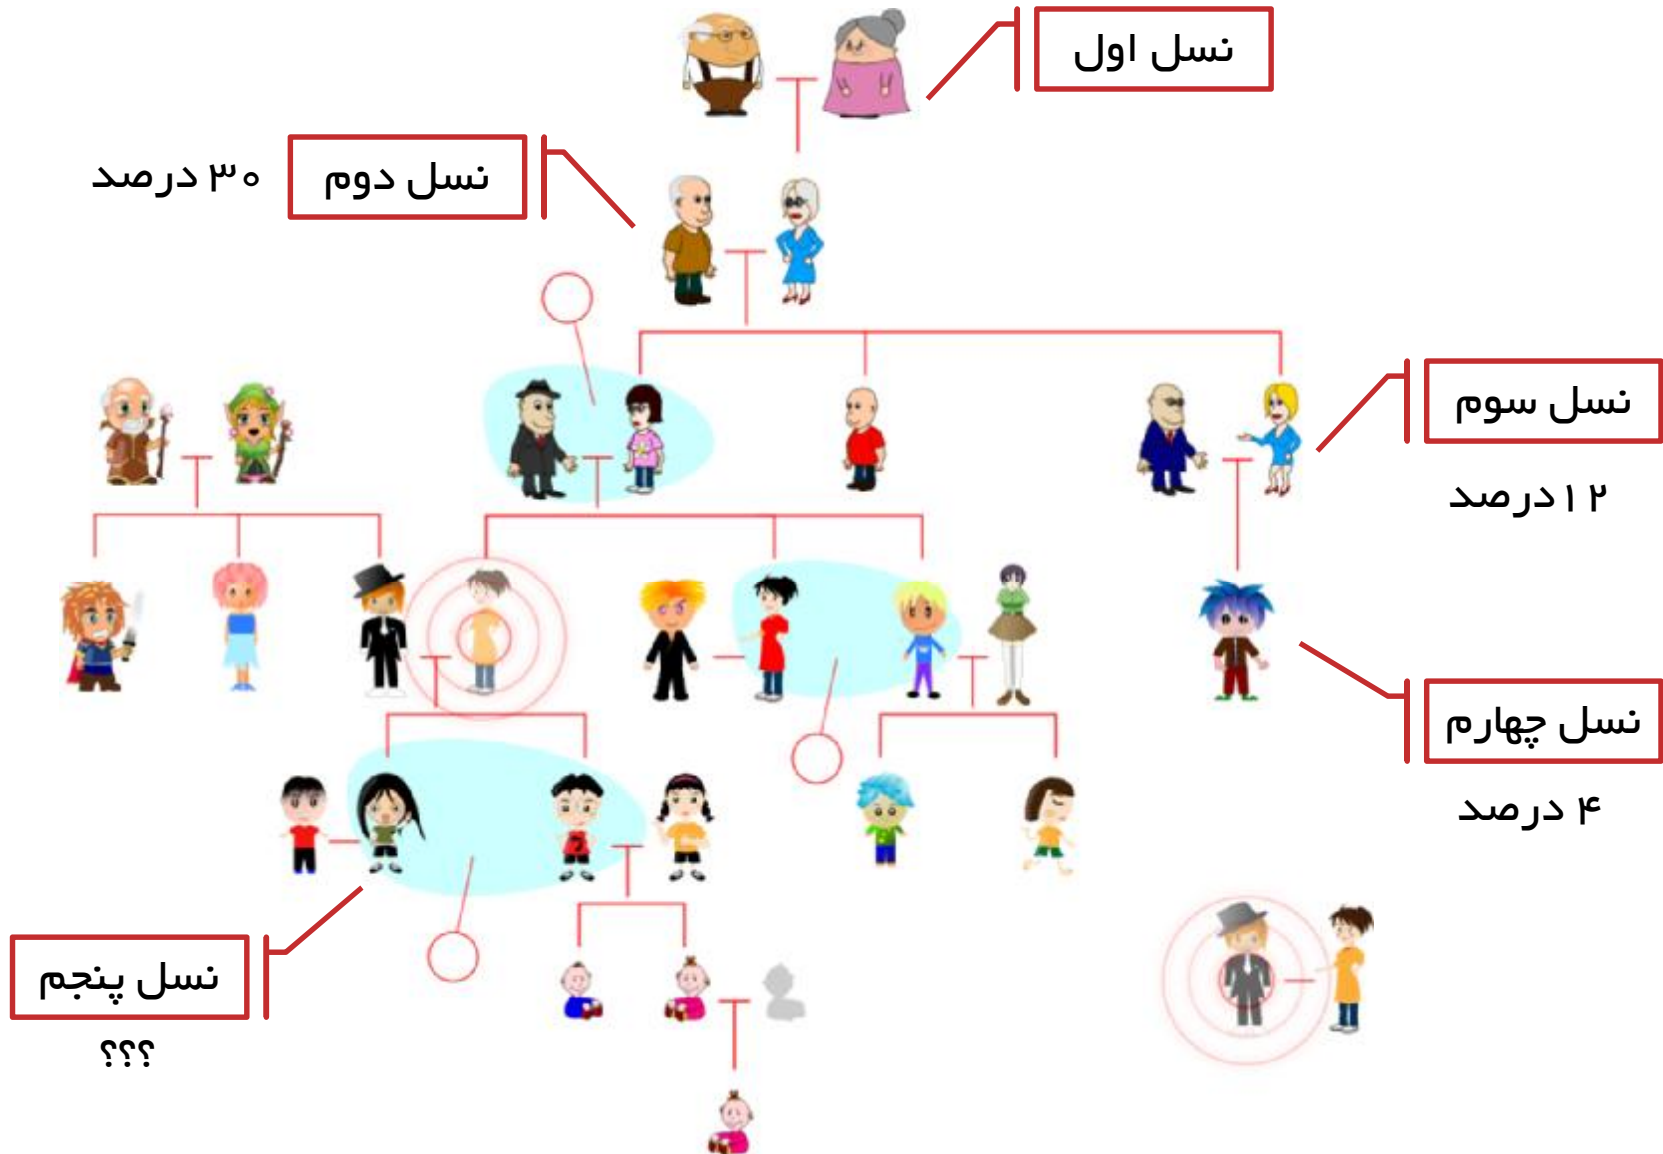 نسل اول
نسل دوم
۳۰ درصد
نسل سوم
۱۲ درصد
نسل چهارم
۴ درصد
نسل پنجم
؟؟؟